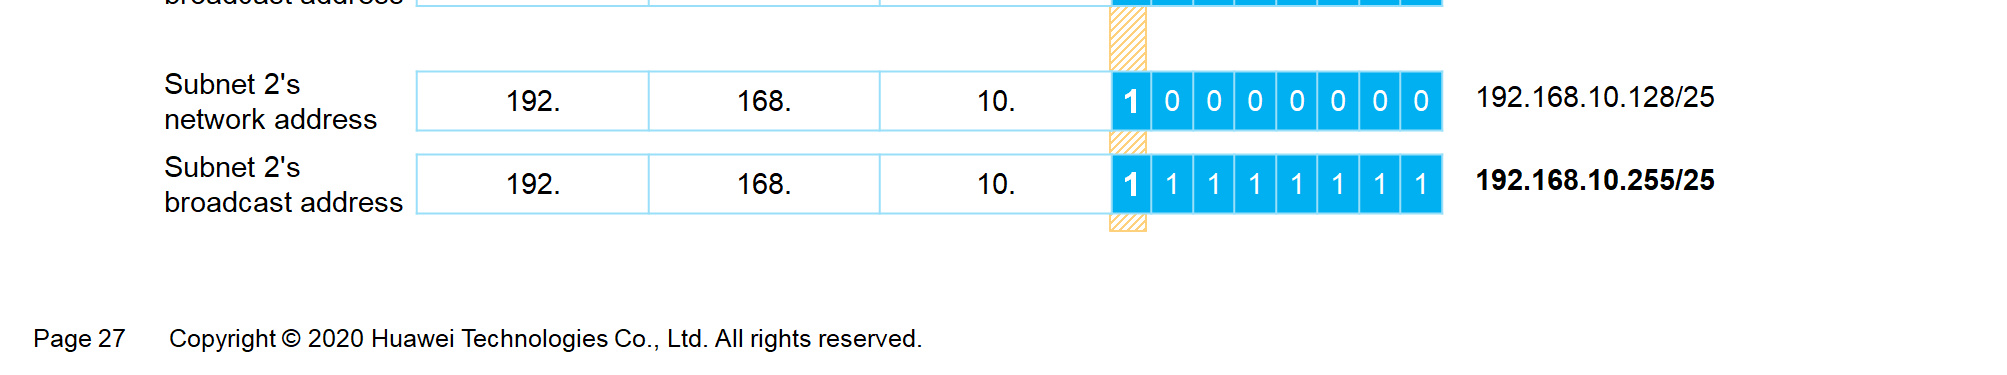 broadcast address
Subnet 2's
network address
192. 168. 10. 1 0 0 0 0 0 0 0 192.168.10.128/25
Subnet 2's
broadcast address
192. 168. 10. 1 1 1 1 1 1 1 1 192.168.10.255/25
Page 27 Copyright © 2020 Huawei Technologies Co., Ltd. All rights reserved.